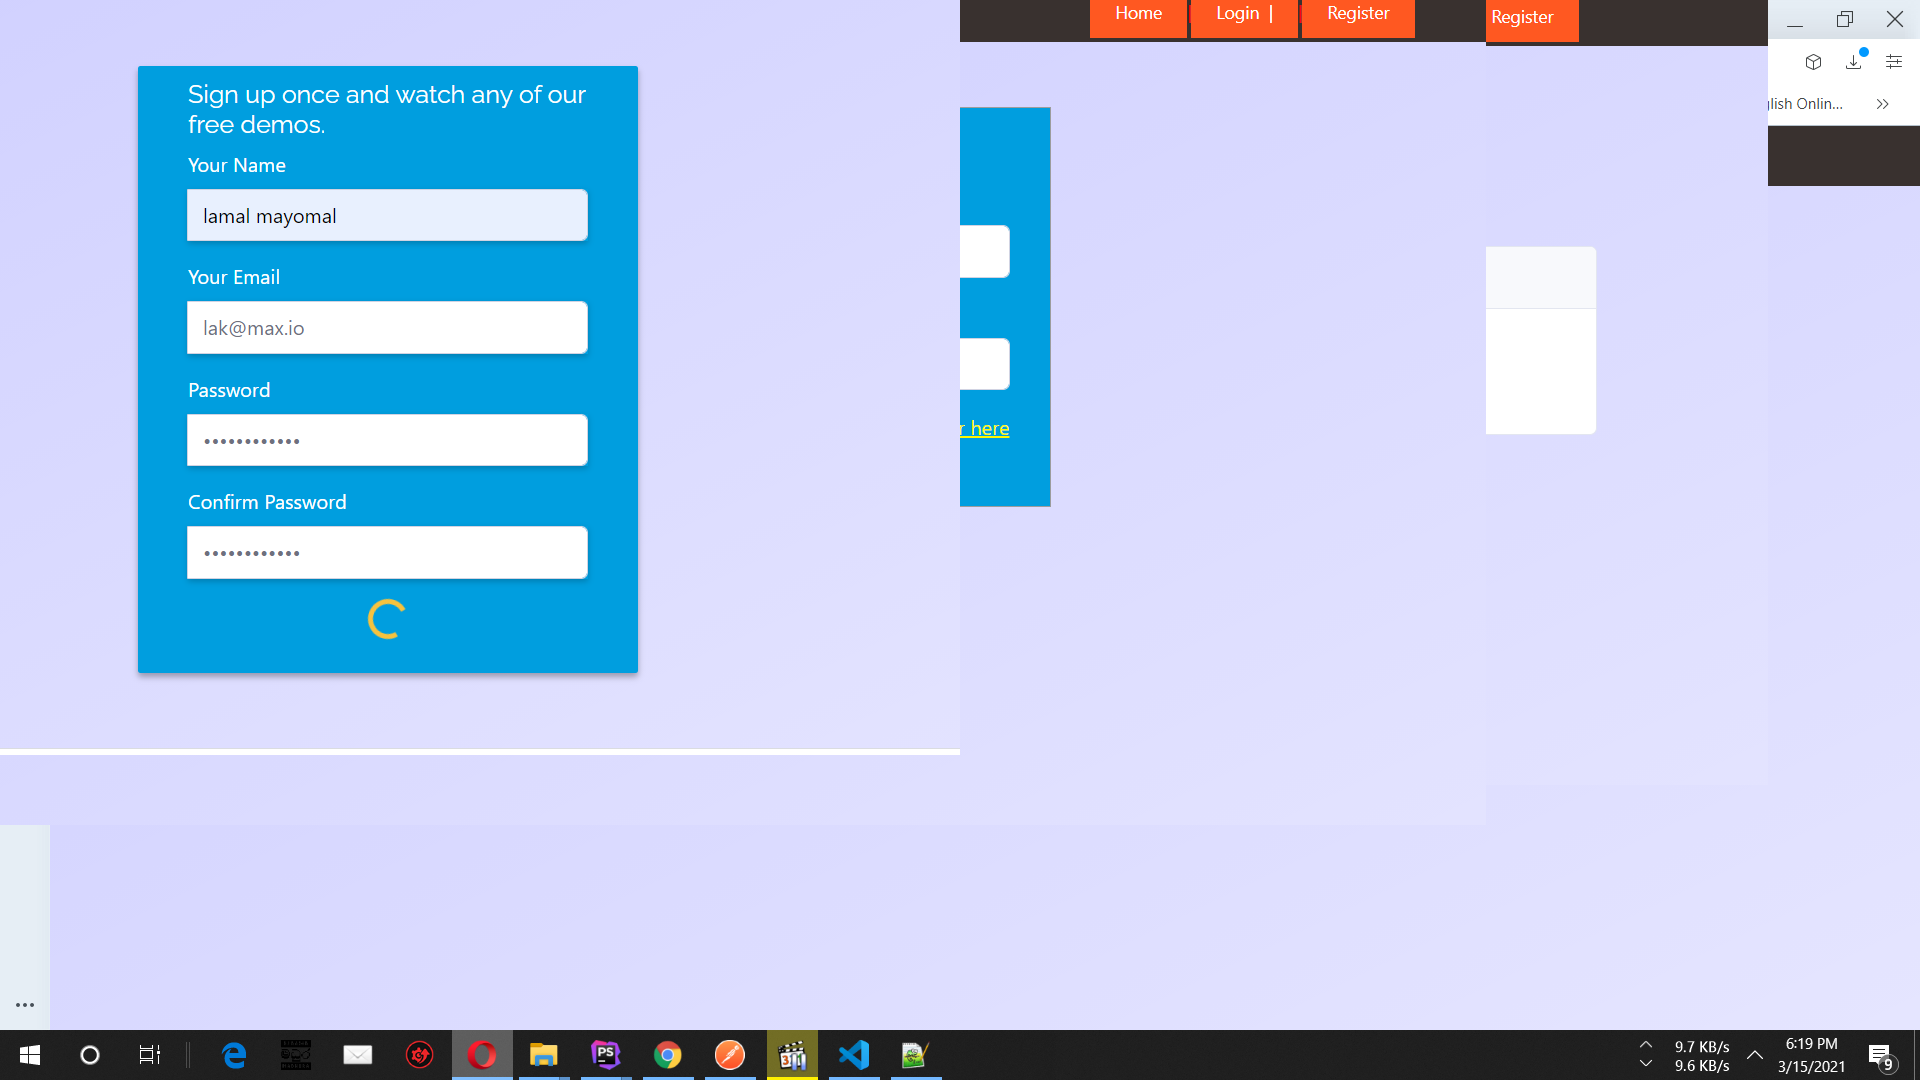 Home
Login |
Register
Register
Sign up once and watch any of our
free demos.
Your Name
lamal mayomal
Your Email
lak@max.io
Password
••••••••••••
Confirm Password
••••••••••••
r here
glish Onlin...
PS
9.7 KB/s
9.6 KB/s
6:19 PM
3/15/2021
9